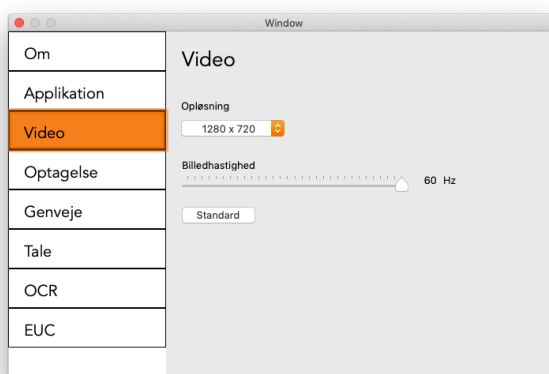 Window
Om
Applikation
Video
Optagelse
Genveje
Tale
OCR
EUC
Video
Opløsning
1280 x 720
Billedhastighed
60 Hz
Standard